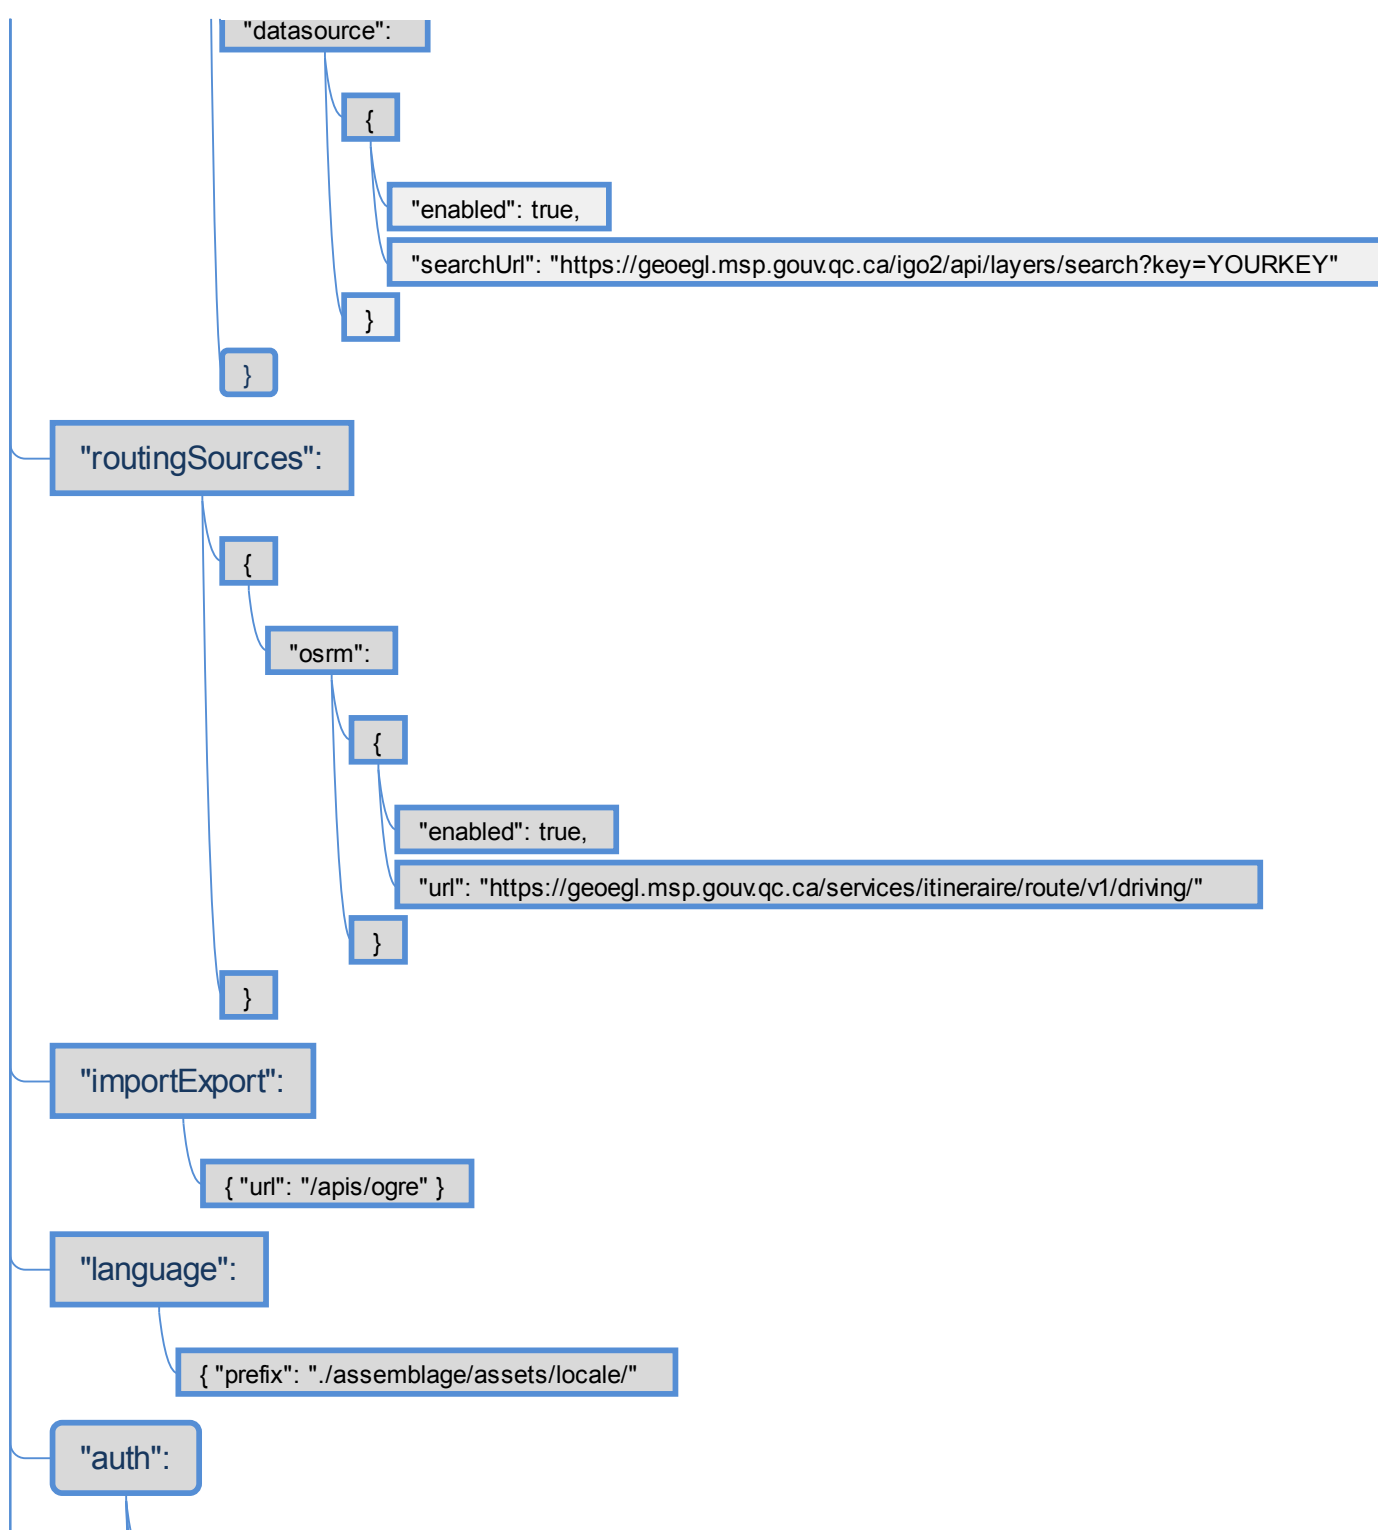 "datasource":
{
"enabled": true,
"searchUrl": "https://geoegl.msp.gouv.qc.ca/igo2/api/layers/search?key=YOURKEY"
}
}
"routingSources":
{
"osrm":
{
"enabled": true,
"url": "https://geoegl.msp.gouv.qc.ca/services/itineraire/route/v1/driving/"
}
}
"importExport":
{ "url": "/apis/ogre" }
"language":
{ "prefix": "./assemblage/assets/locale/"
"auth":